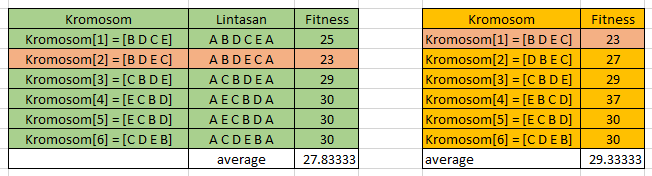 Kromosom Lintasan Fitness
Kromosom[1] = [B D C E] A B D C E A 25
Kromosom[2] = [B D E C] A B D E C A 23
Kromosom[3] = [C B D E] A C B D E A 29
Kromosom[4] = [E C B D] A E C B D A 30
Kromosom[5] = [E C B D] A E C B D A 30
Kromosom[6] = [C D E B] A C D E B A 30
average 27.83333
Kromosom Fitness
Kromosom[1] = [B D E C] 23
Kromosom[2] = [D B E C] 27
Kromosom[3] = [C B D E] 29
Kromosom[4] = [E B C D] 37
Kromosom[5] = [E C B D] 30
Kromosom[6] = [C D E B] 30
average 29.33333